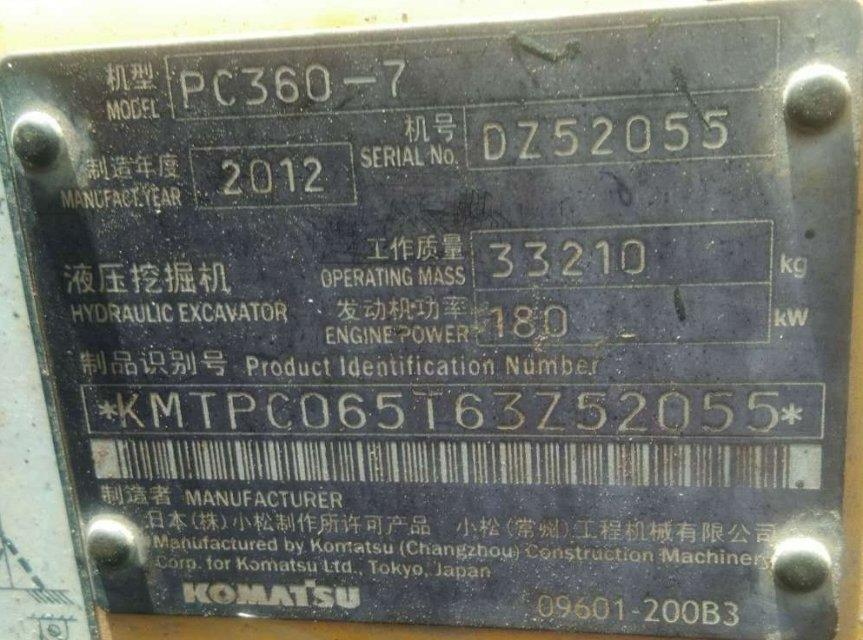 机型 PC360-7
MODEL
机号 DZ52055
SERIAL No.
制造年度 2012
MANUFACT.YEAR
工作质量 33210 kg
OPERATING MASS
液压挖掘机
HYDRAULIC EXCAVATOR
发动机功率 180 kW
ENGINE POWER
制品识别号 Product Identification Number
*KMTPC065T63Z52055*
制造者 MANUFACTURER
日本(株)小松制作所许可产品 小松(常州)工程机械有限公司
Manufactured by Komatsu (Changzhou) Construction Machinery
Corp. for Komatsu Ltd., Tokyo, Japan
KOMATSU
09601-200B3